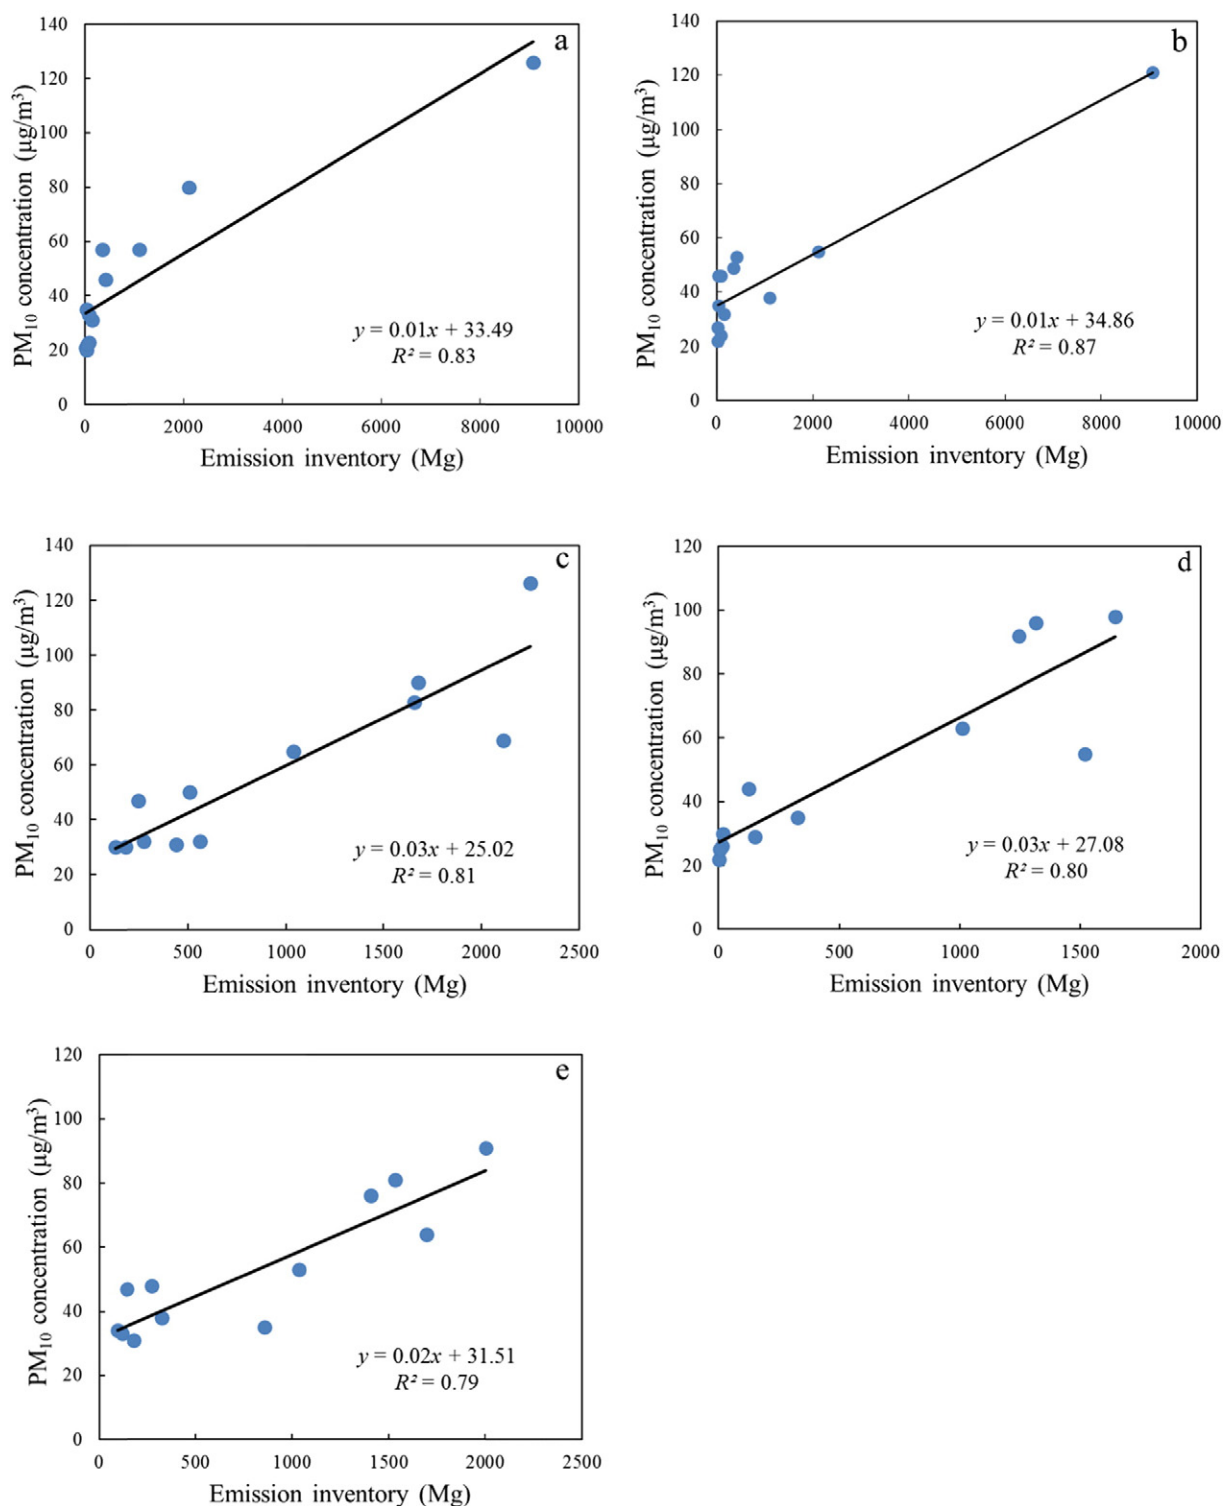 a
140
120
100
80
60
40
20
0
PM₁₀ concentration (μg/m³)
y = 0.01x + 33.49
R² = 0.83
0 2000 4000 6000 8000 10000
Emission inventory (Mg)
b
140
120
100
80
60
40
20
0
PM₁₀ concentration (μg/m³)
y = 0.01x + 34.86
R² = 0.87
0 2000 4000 6000 8000 10000
Emission inventory (Mg)
c
140
120
100
80
60
40
20
0
PM₁₀ concentration (μg/m³)
y = 0.03x + 25.02
R² = 0.81
0 500 1000 1500 2000 2500
Emission inventory (Mg)
d
120
100
80
60
40
20
0
PM₁₀ concentration (μg/m³)
y = 0.03x + 27.08
R² = 0.80
0 500 1000 1500 2000
Emission inventory (Mg)
e
120
100
80
60
40
20
0
PM₁₀ concentration (μg/m³)
y = 0.02x + 31.51
R² = 0.79
0 500 1000 1500 2000 2500
Emission inventory (Mg)